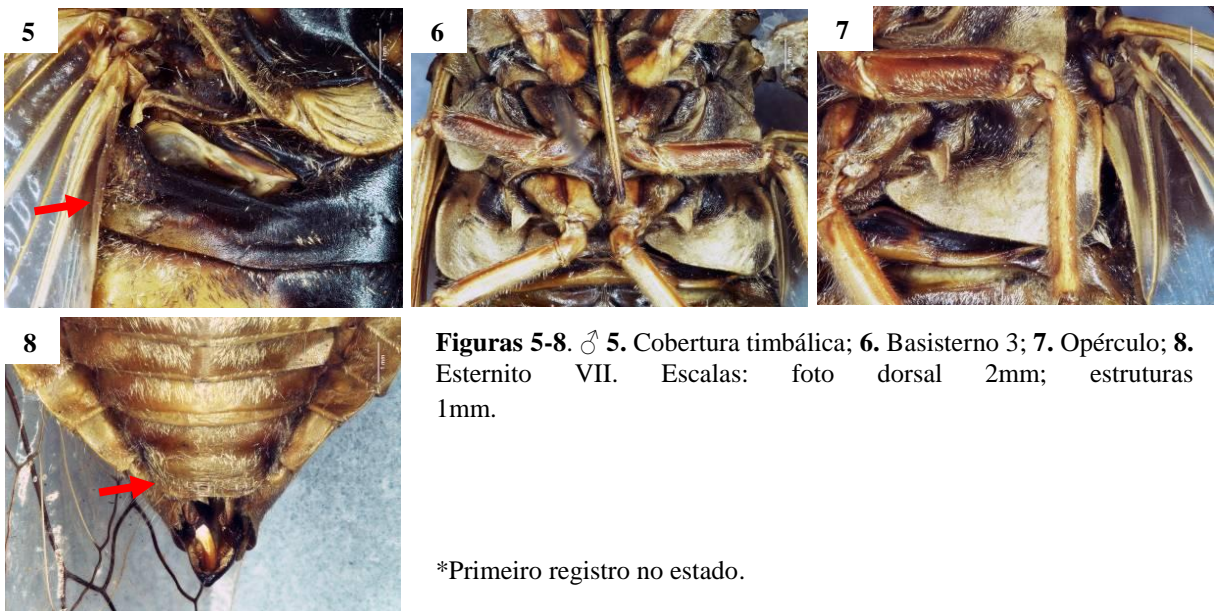 5
6
7
8
Figuras 5-8. ♂ 5. Cobertura timbálica; 6. Basisterno 3; 7. Opérculo; 8.
Esternito VII. Escalas: foto dorsal 2mm; estruturas
1mm.
*Primeiro registro no estado.